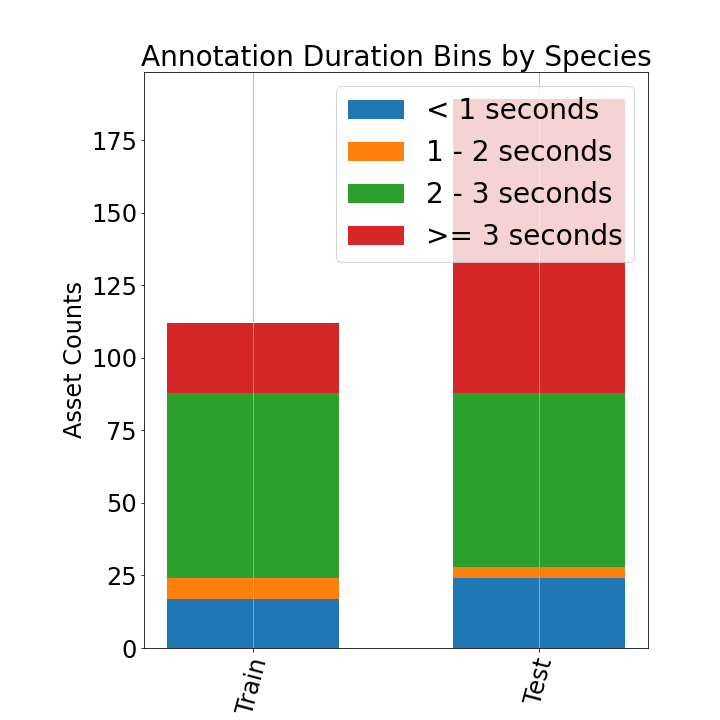 Annotation Duration Bins by Species
< 1 seconds
1 - 2 seconds
2 - 3 seconds
>= 3 seconds
Asset Counts
175
150
125
100
75
50
25
0
Train
Test